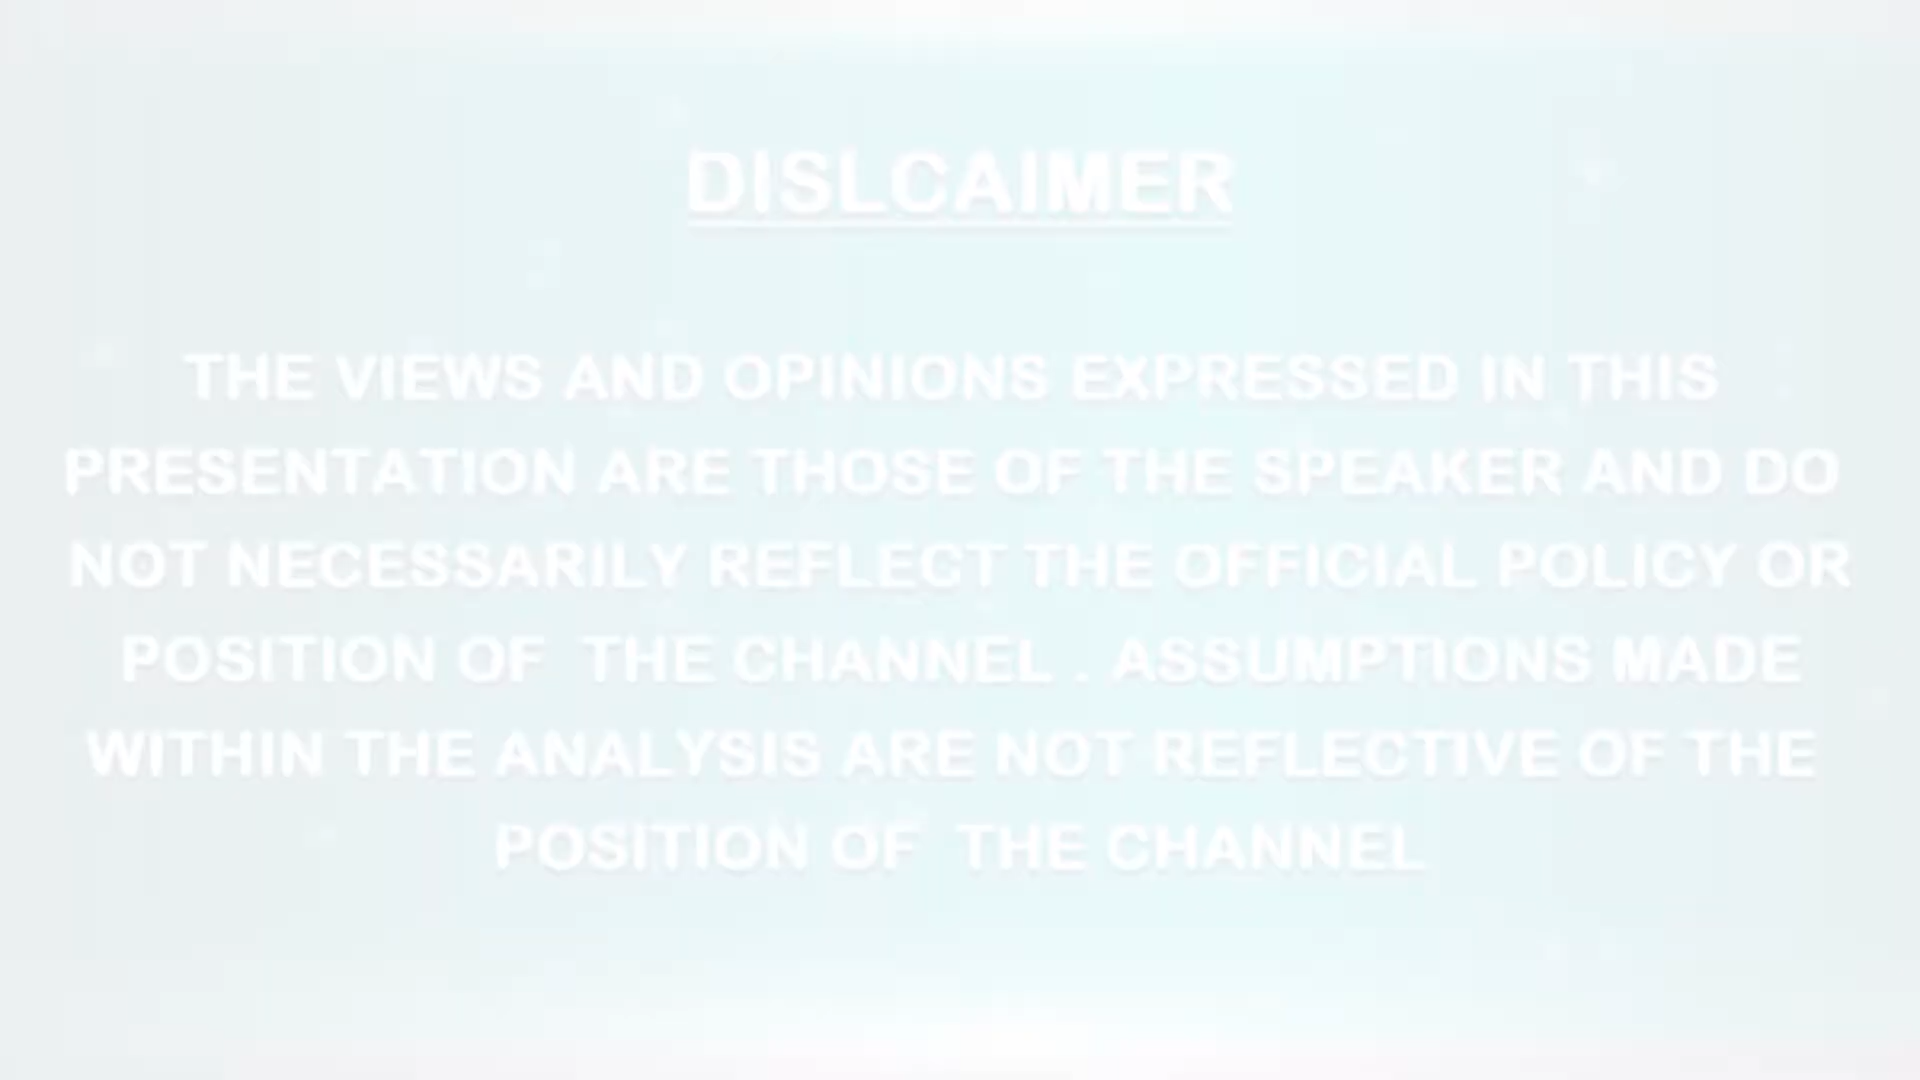 DISLCAIMER
THE VIEWS AND OPINIONS EXPRESSED IN THIS
PRESENTATION ARE THOSE OF THE SPEAKER AND DO
NOT NECESSARILY REFLECT THE OFFICIAL POLICY OR
POSITION OF THE CHANNEL . ASSUMPTIONS MADE
WITHIN THE ANALYSIS ARE NOT REFLECTIVE OF THE
POSITION OF THE CHANNEL